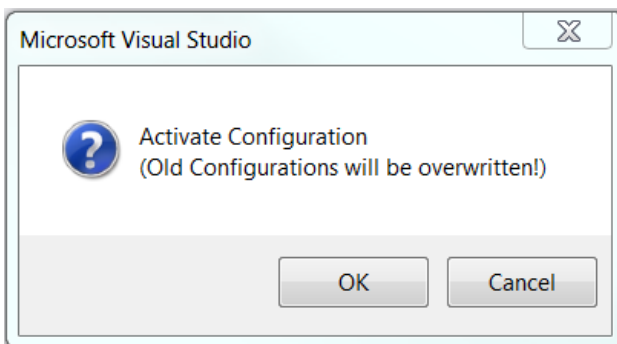 Microsoft Visual Studio
Activate Configuration
(Old Configurations will be overwritten!)
OK
Cancel